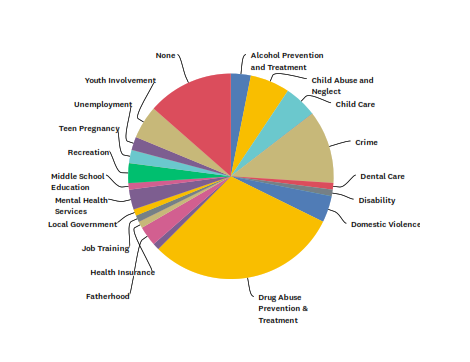 None
Alcohol Prevention
and Treatment
Youth Involvement
Child Abuse and
Neglect
Unemployment
Child Care
Teen Pregnancy
Crime
Recreation
Middle School
Education
Dental Care
Mental Health
Services
Disability
Local Government
Domestic Violence
Job Training
Health Insurance
Fatherhood
Drug Abuse
Prevention &
Treatment